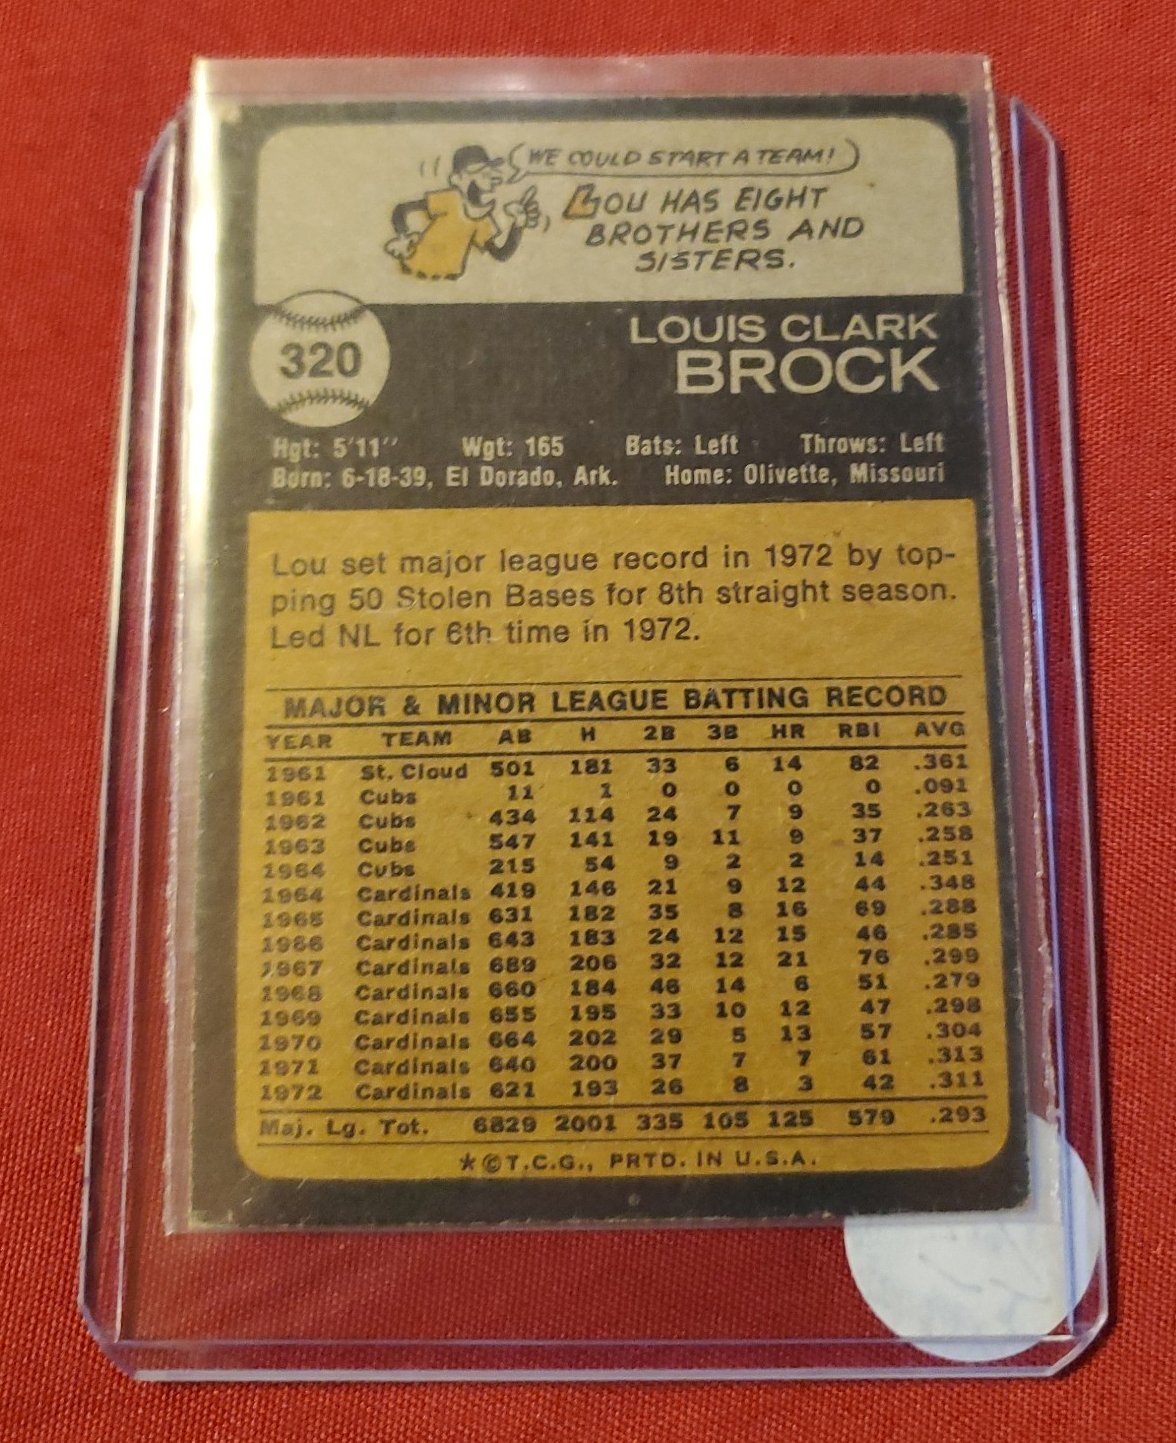 WE COULD START A TEAM!
LOU HAS EIGHT
BROTHERS AND
SISTERS.
320
LOUIS CLARK
BROCK
Hgt: 5'11" Wgt: 165 Bats: Left Throws: Left
Born: 6-18-39, El Dorado, Ark. Home: Olivette, Missouri
Lou set major league record in 1972 by top-
ping 50 Stolen Bases for 8th straight season.
Led NL for 6th time in 1972.
MAJOR & MINOR LEAGUE BATTING RECORD
YEAR TEAM AB H 2B 3B HR RBI AVG
1961 St. Cloud 501 181 33 6 14 82 .361
1961 Cubs 11 1 0 0 0 0 .091
1962 Cubs 434 114 24 7 9 35 .263
1963 Cubs 547 141 19 11 9 37 .258
1964 Cubs 215 54 9 2 2 14 .251
1964 Cardinals 419 146 21 9 12 44 .348
1965 Cardinals 631 182 35 8 16 69 .288
1966 Cardinals 643 183 24 12 15 46 .285
1967 Cardinals 689 206 32 12 21 76 .299
1968 Cardinals 660 184 46 14 6 51 .279
1969 Cardinals 655 195 33 10 12 47 .298
1970 Cardinals 664 202 29 5 13 57 .304
1971 Cardinals 640 200 37 7 7 61 .313
1972 Cardinals 621 193 26 8 3 42 .311
Maj. Lg. Tot. 6829 2001 335 105 125 579 .293
*©T.C.G., PRTD. IN U.S.A.